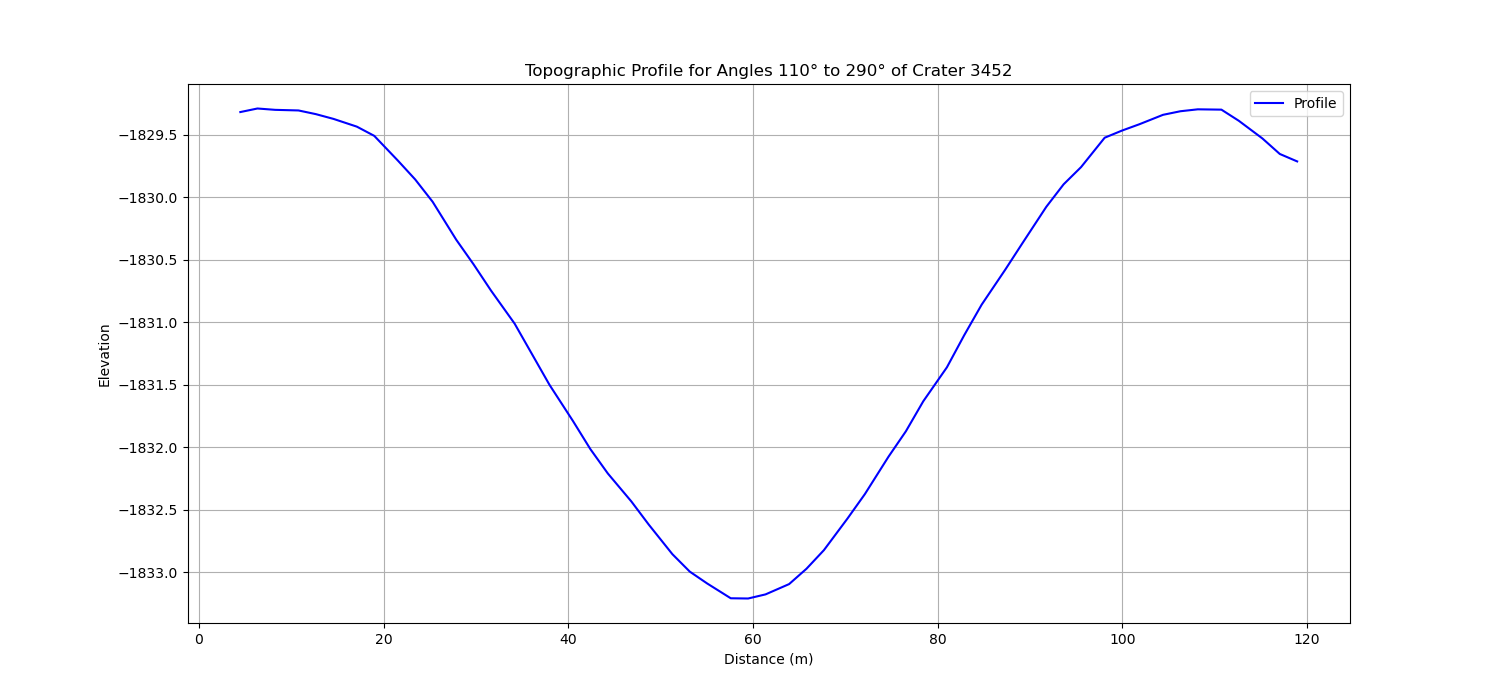 Topographic Profile for Angles 110° to 290° of Crater 3452
Profile
−1829.5
−1830.0
−1830.5
−1831.0
−1831.5
−1832.0
−1832.5
−1833.0
Elevation
0 20 40 60 80 100 120
Distance (m)